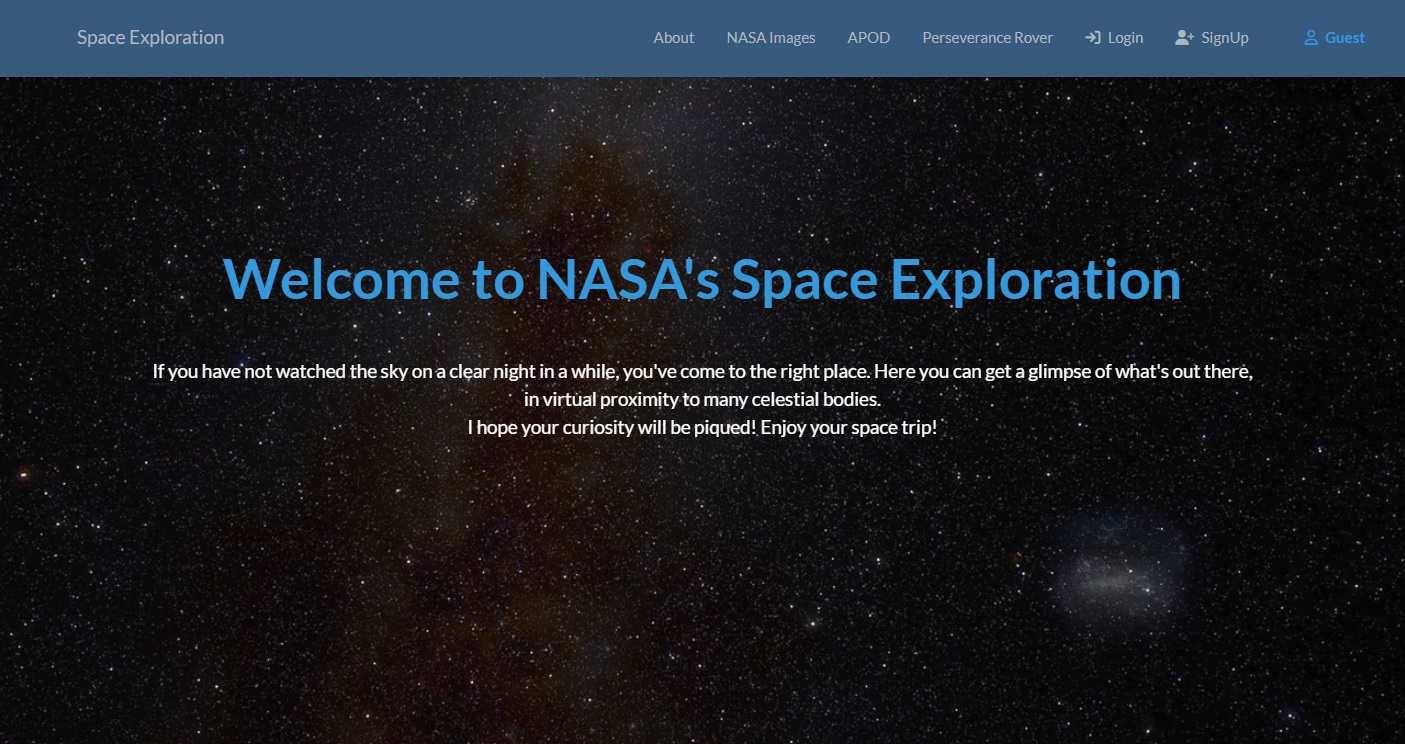 Space Exploration
About
NASA Images
APOD
Perseverance Rover
Login
SignUp
Guest
Welcome to NASA's Space Exploration
If you have not watched the sky on a clear night in a while, you've come to the right place. Here you can get a glimpse of what's out there,
in virtual proximity to many celestial bodies.
I hope your curiosity will be piqued! Enjoy your space trip!